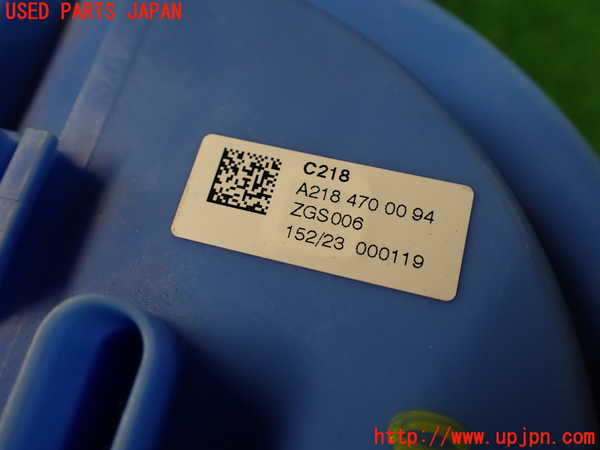 USED PARTS JAPAN
C218
A218 470 00 94
ZGS006
152/23 000119
http://www.upjpn.com/